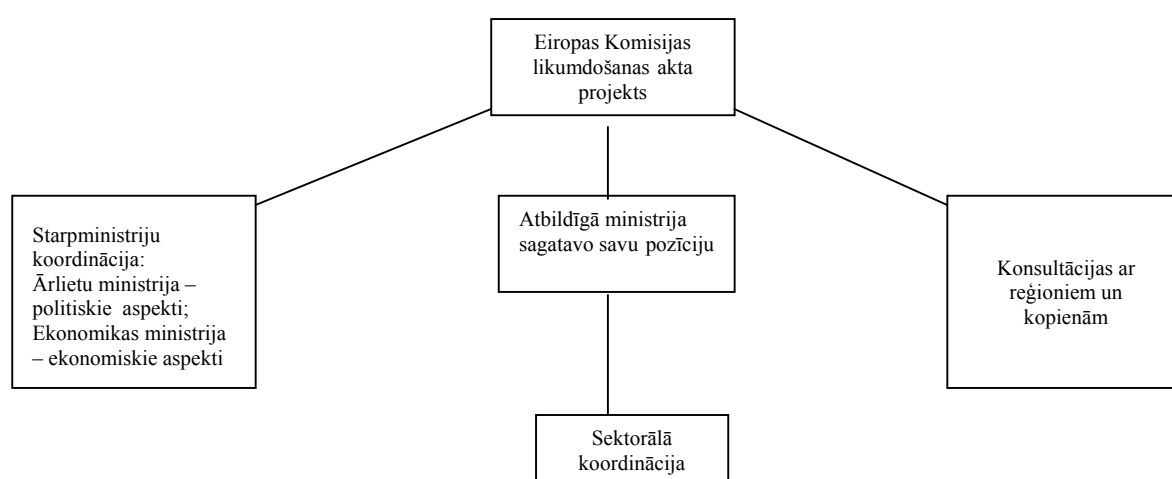 Eiropas Komisijas
likumdošanas akta
projekts
Starpministriju
koordinācija:
Ārlietu ministrija –
politiskie aspekti;
Ekonomikas ministrija
– ekonomiskie aspekti
Atbildīgā ministrija
sagatavo savu pozīciju
Konsultācijas ar
reģioniem un
kopienām
Sektorālā
koordinācija